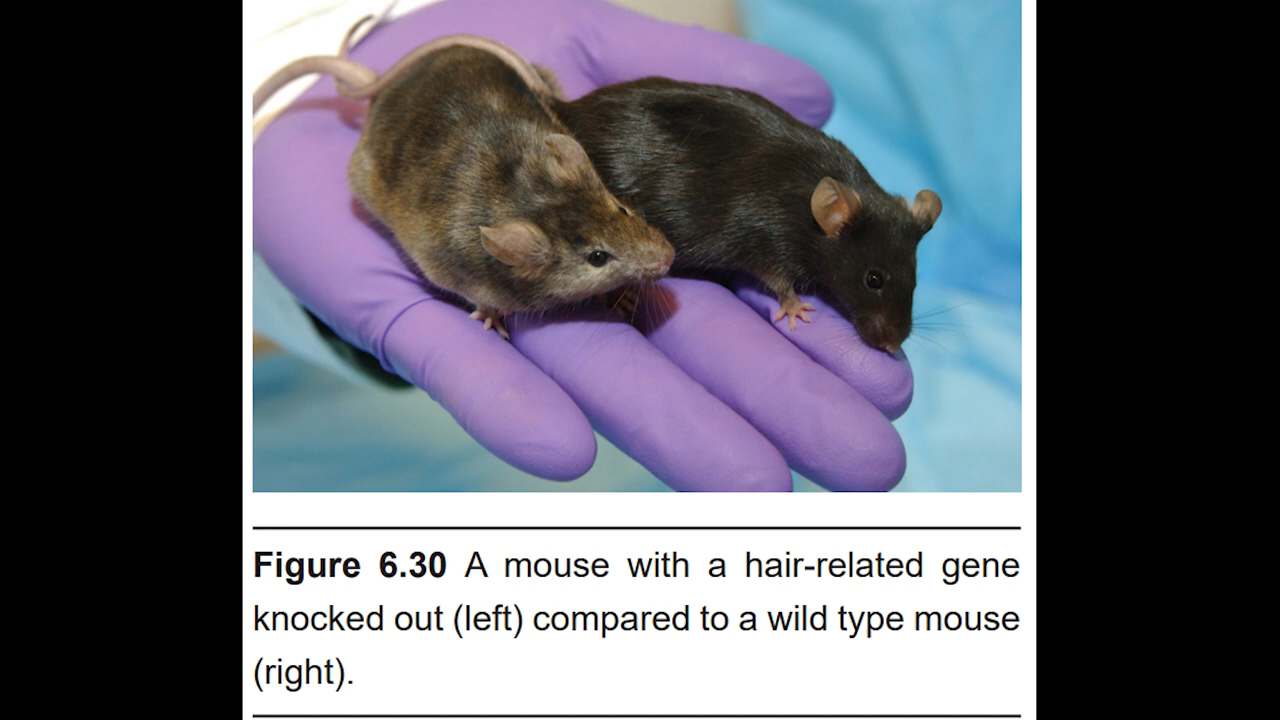 Figure 6.30 A mouse with a hair-related gene
knocked out (left) compared to a wild type mouse
(right).